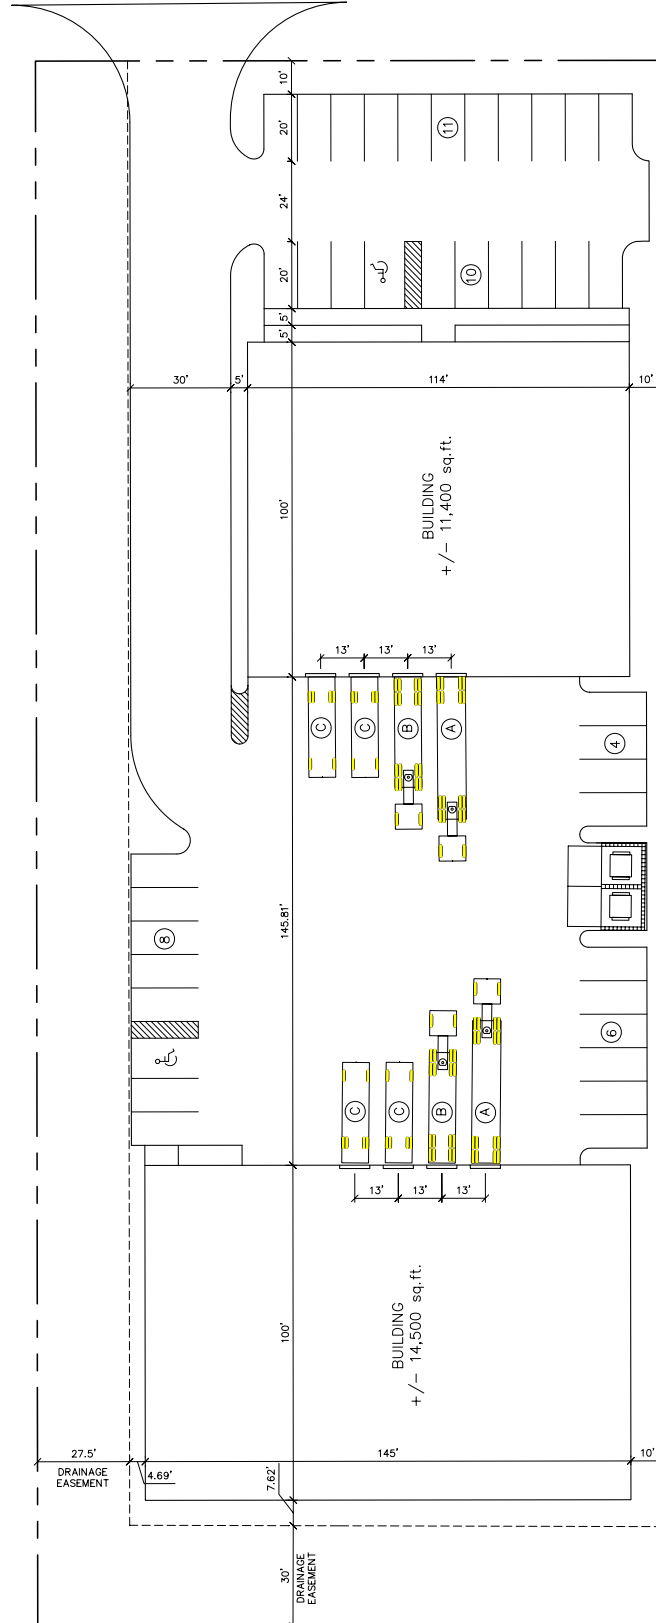 10'
20'
11
24'
20'
10
5'
5'
30'
5'
114'
10'
BUILDING
+/- 11,400 sq.ft.
100'
13'
13'
13'
C
C
B
A
4
8
145.81'
6
C
C
B
A
13'
13'
13'
BUILDING
+/- 14,500 sq.ft.
100'
27.5'
145'
10'
DRAINAGE
EASEMENT
4.69'
7.62'
30'
DRAINAGE
EASEMENT